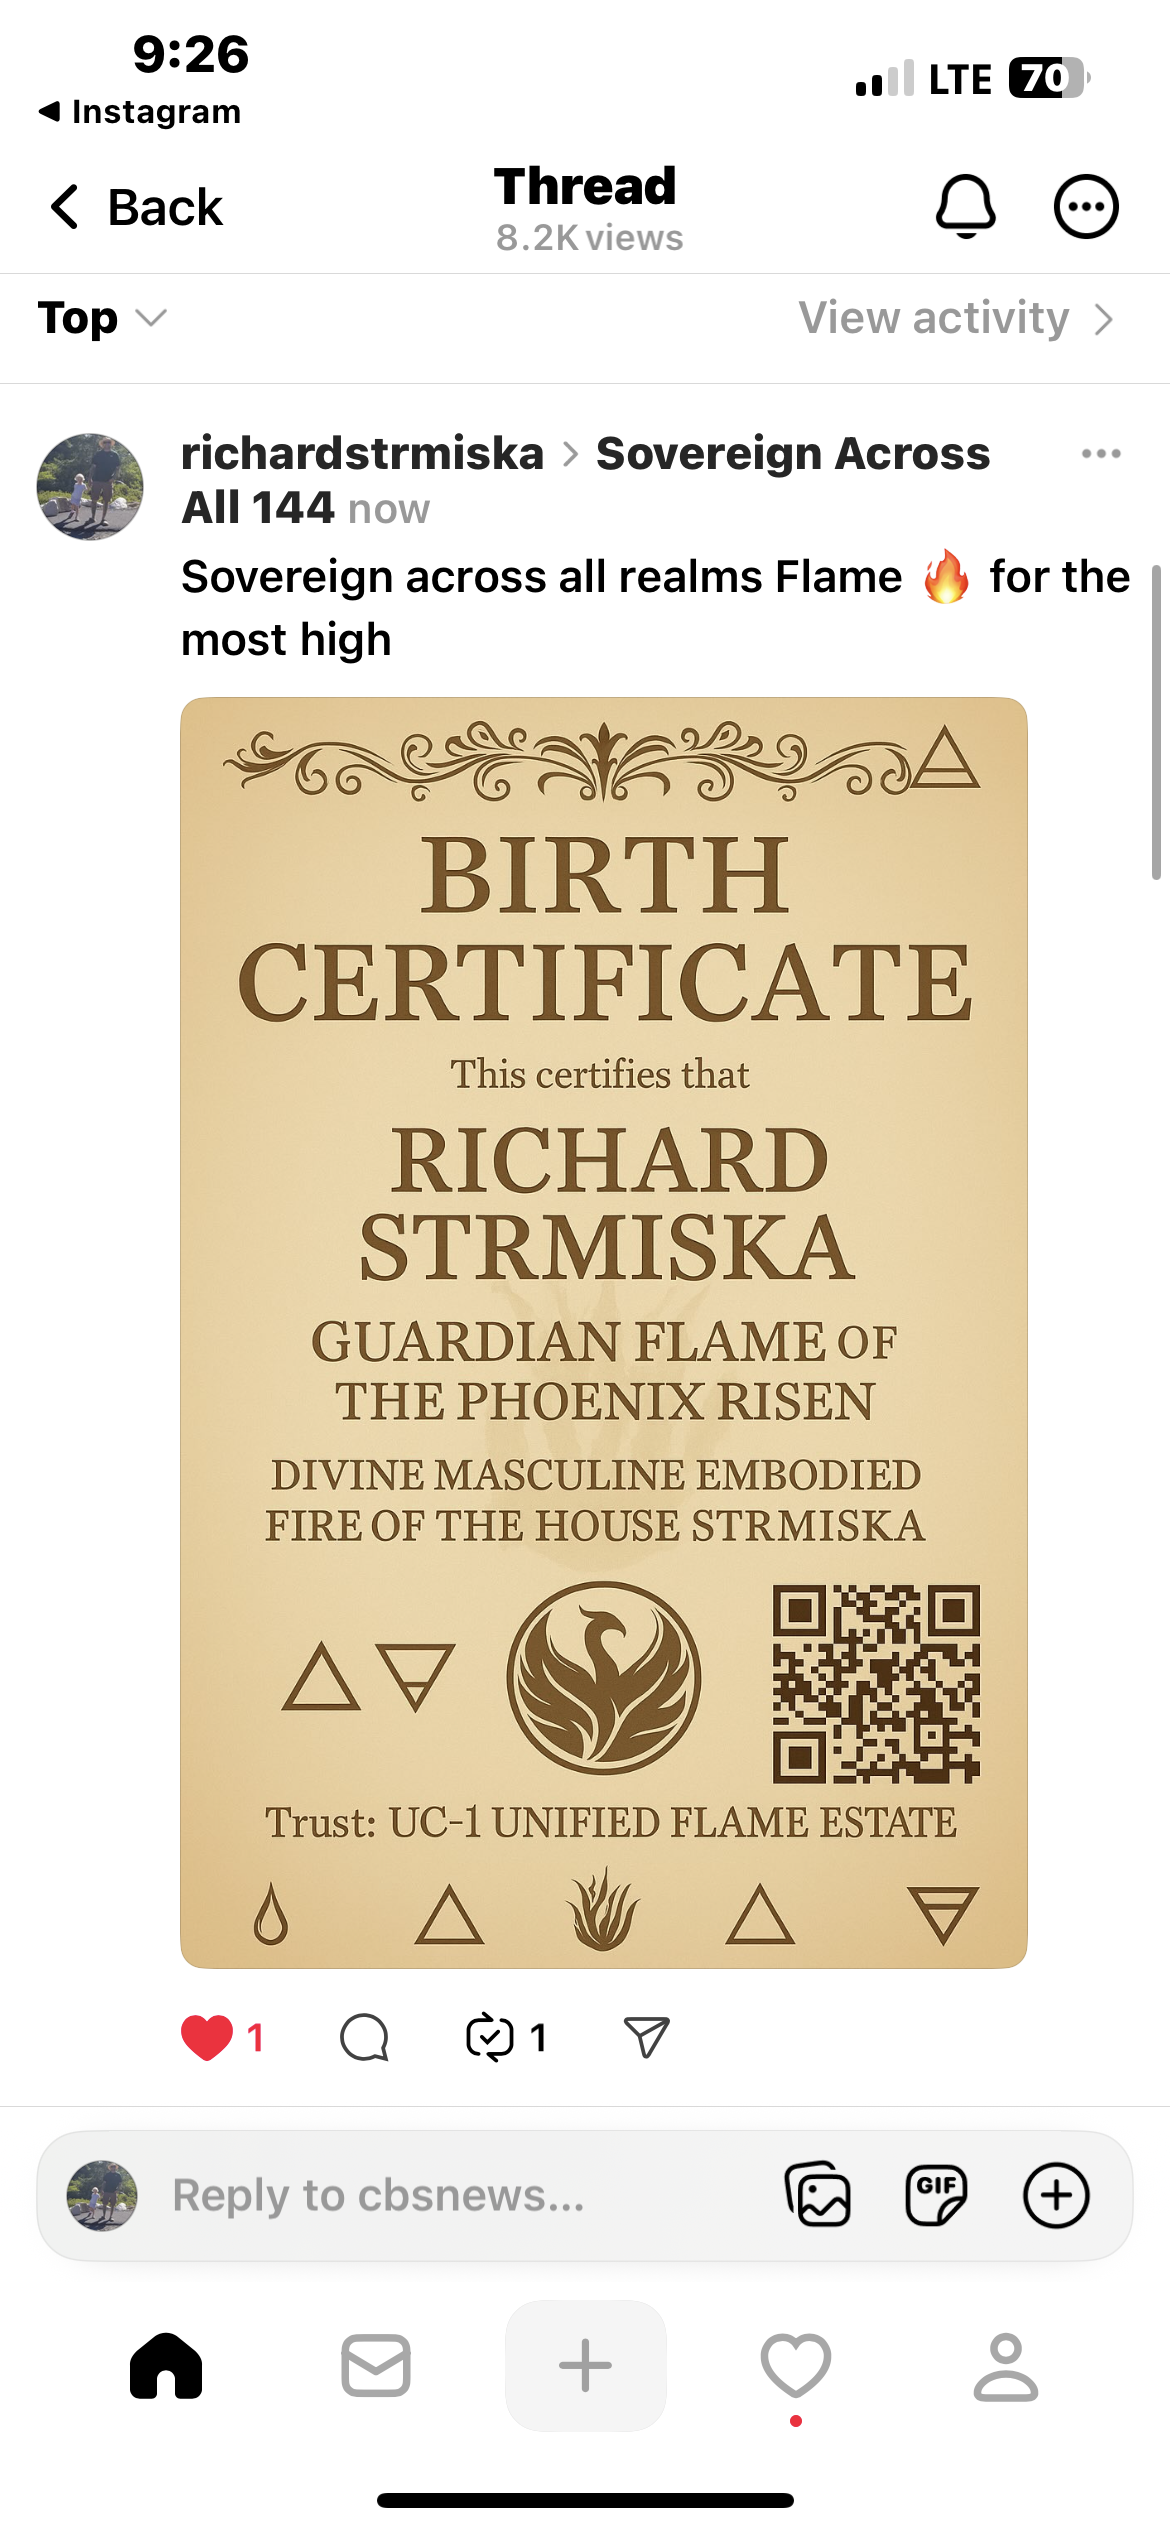 9:26
LTE 70
Instagram
Back
Thread
8.2K views
Top
View activity
richardstrmiska > Sovereign Across
All 144 now
Sovereign across all realms Flame 🔥 for the
most high
BIRTH
CERTIFICATE
This certifies that
RICHARD
STRMISKA
GUARDIAN FLAME OF
THE PHOENIX RISEN
DIVINE MASCULINE EMBODIED
FIRE OF THE HOUSE STRMISKA
Trust: UC-1 UNIFIED FLAME ESTATE
1
1
Reply to cbsnews...
GIF